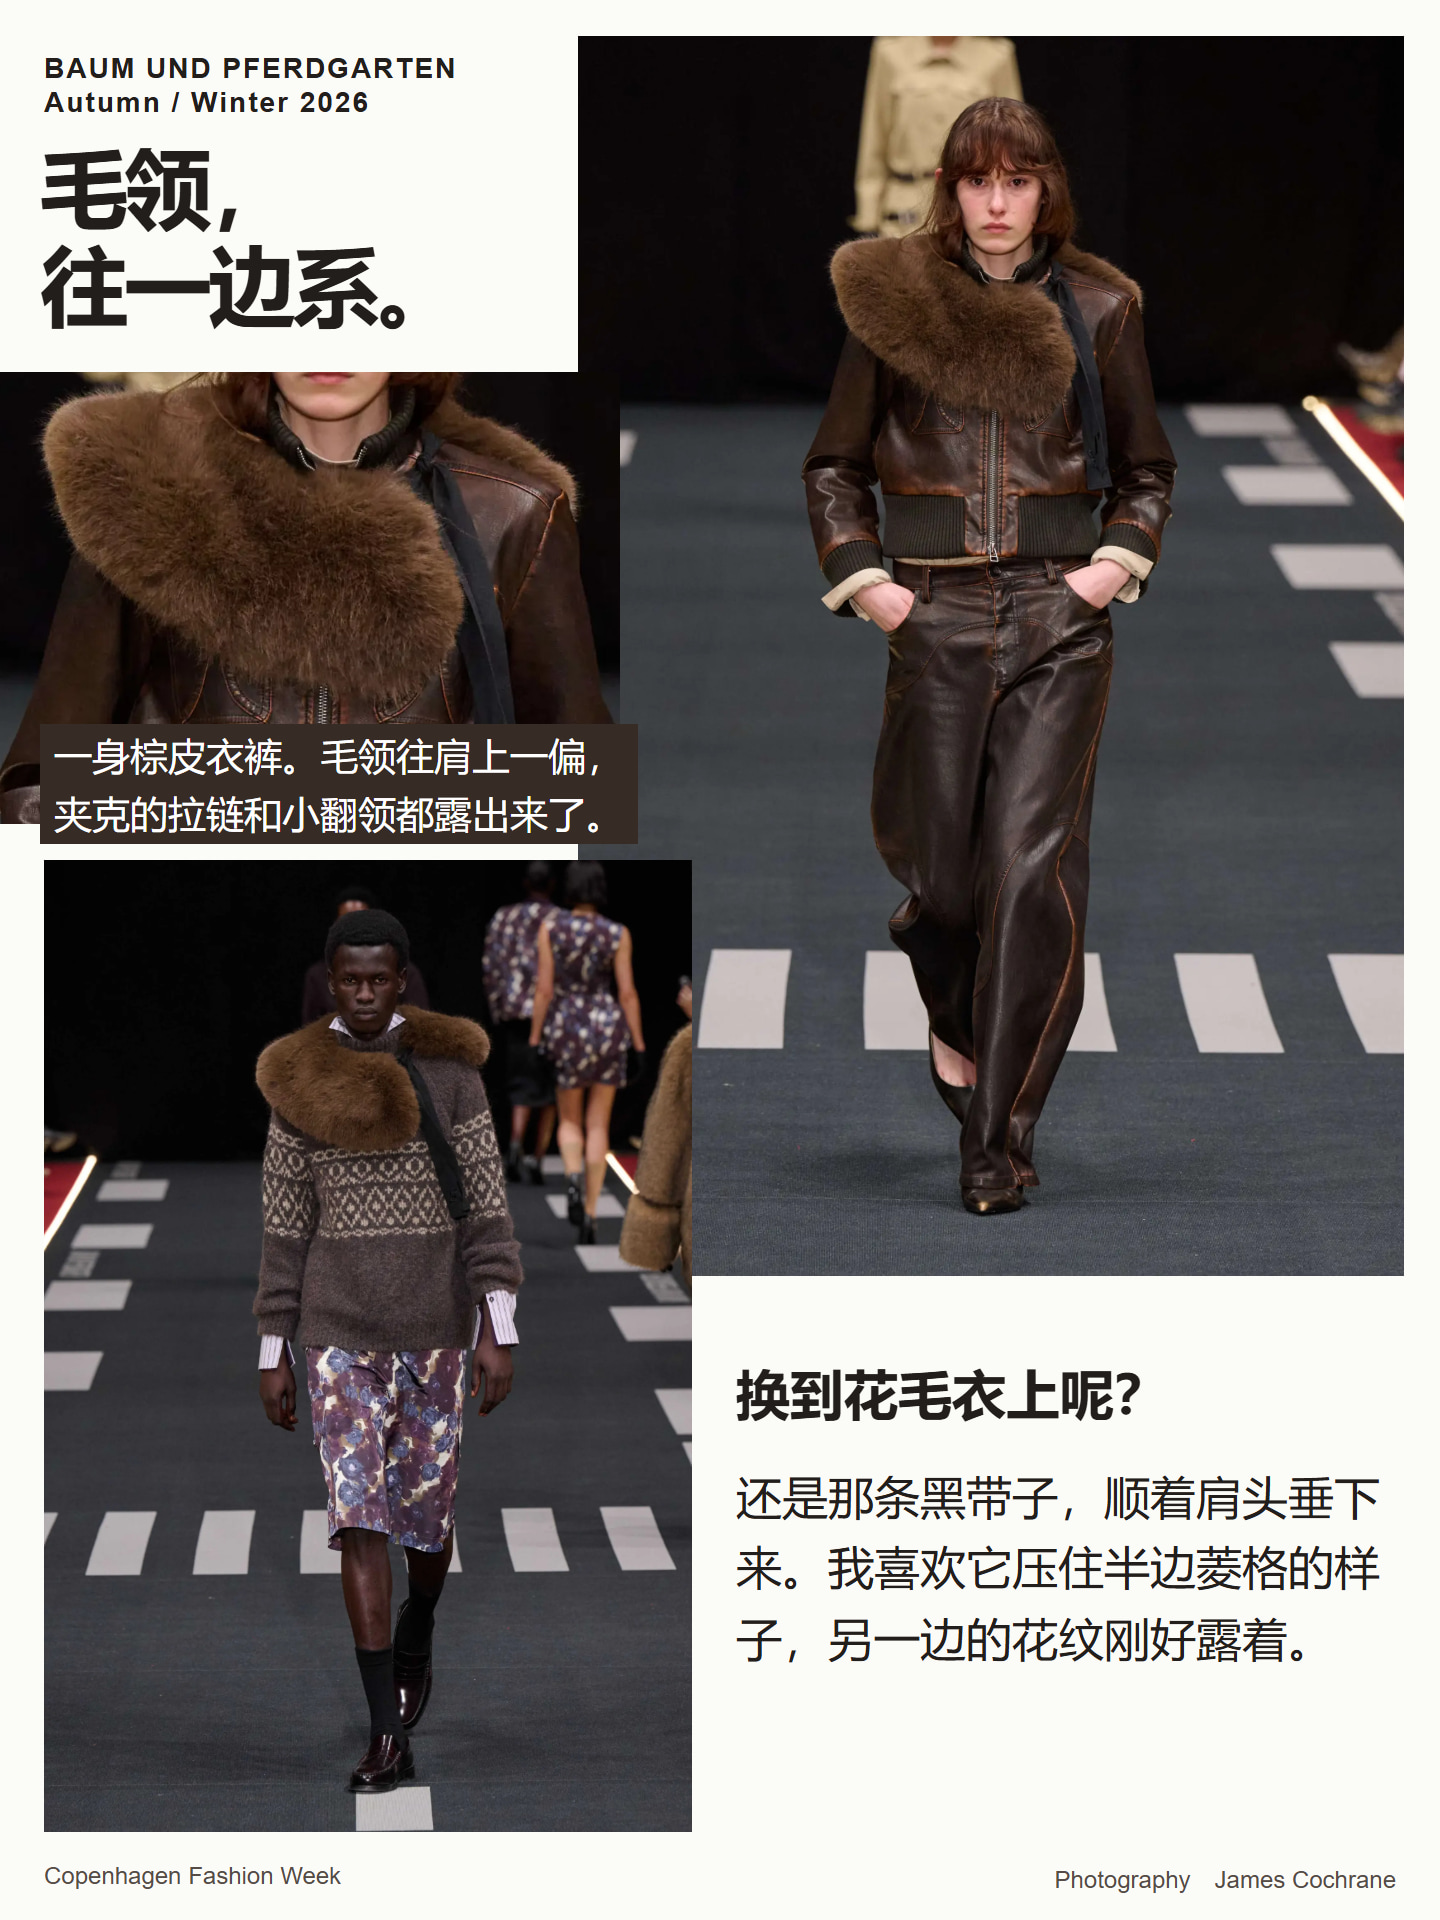 BAUM UND PFERDGARTEN
Autumn / Winter 2026
毛领，
往一边系。
一身棕皮衣裤。毛领往肩上一偏，
夹克的拉链和小翻领都露出来了。
换到花毛衣上呢？
还是那条黑带子，顺着肩头垂下
来。我喜欢它压住半边菱格的样
子，另一边的花纹刚好露着。
Copenhagen Fashion Week
Photography James Cochrane